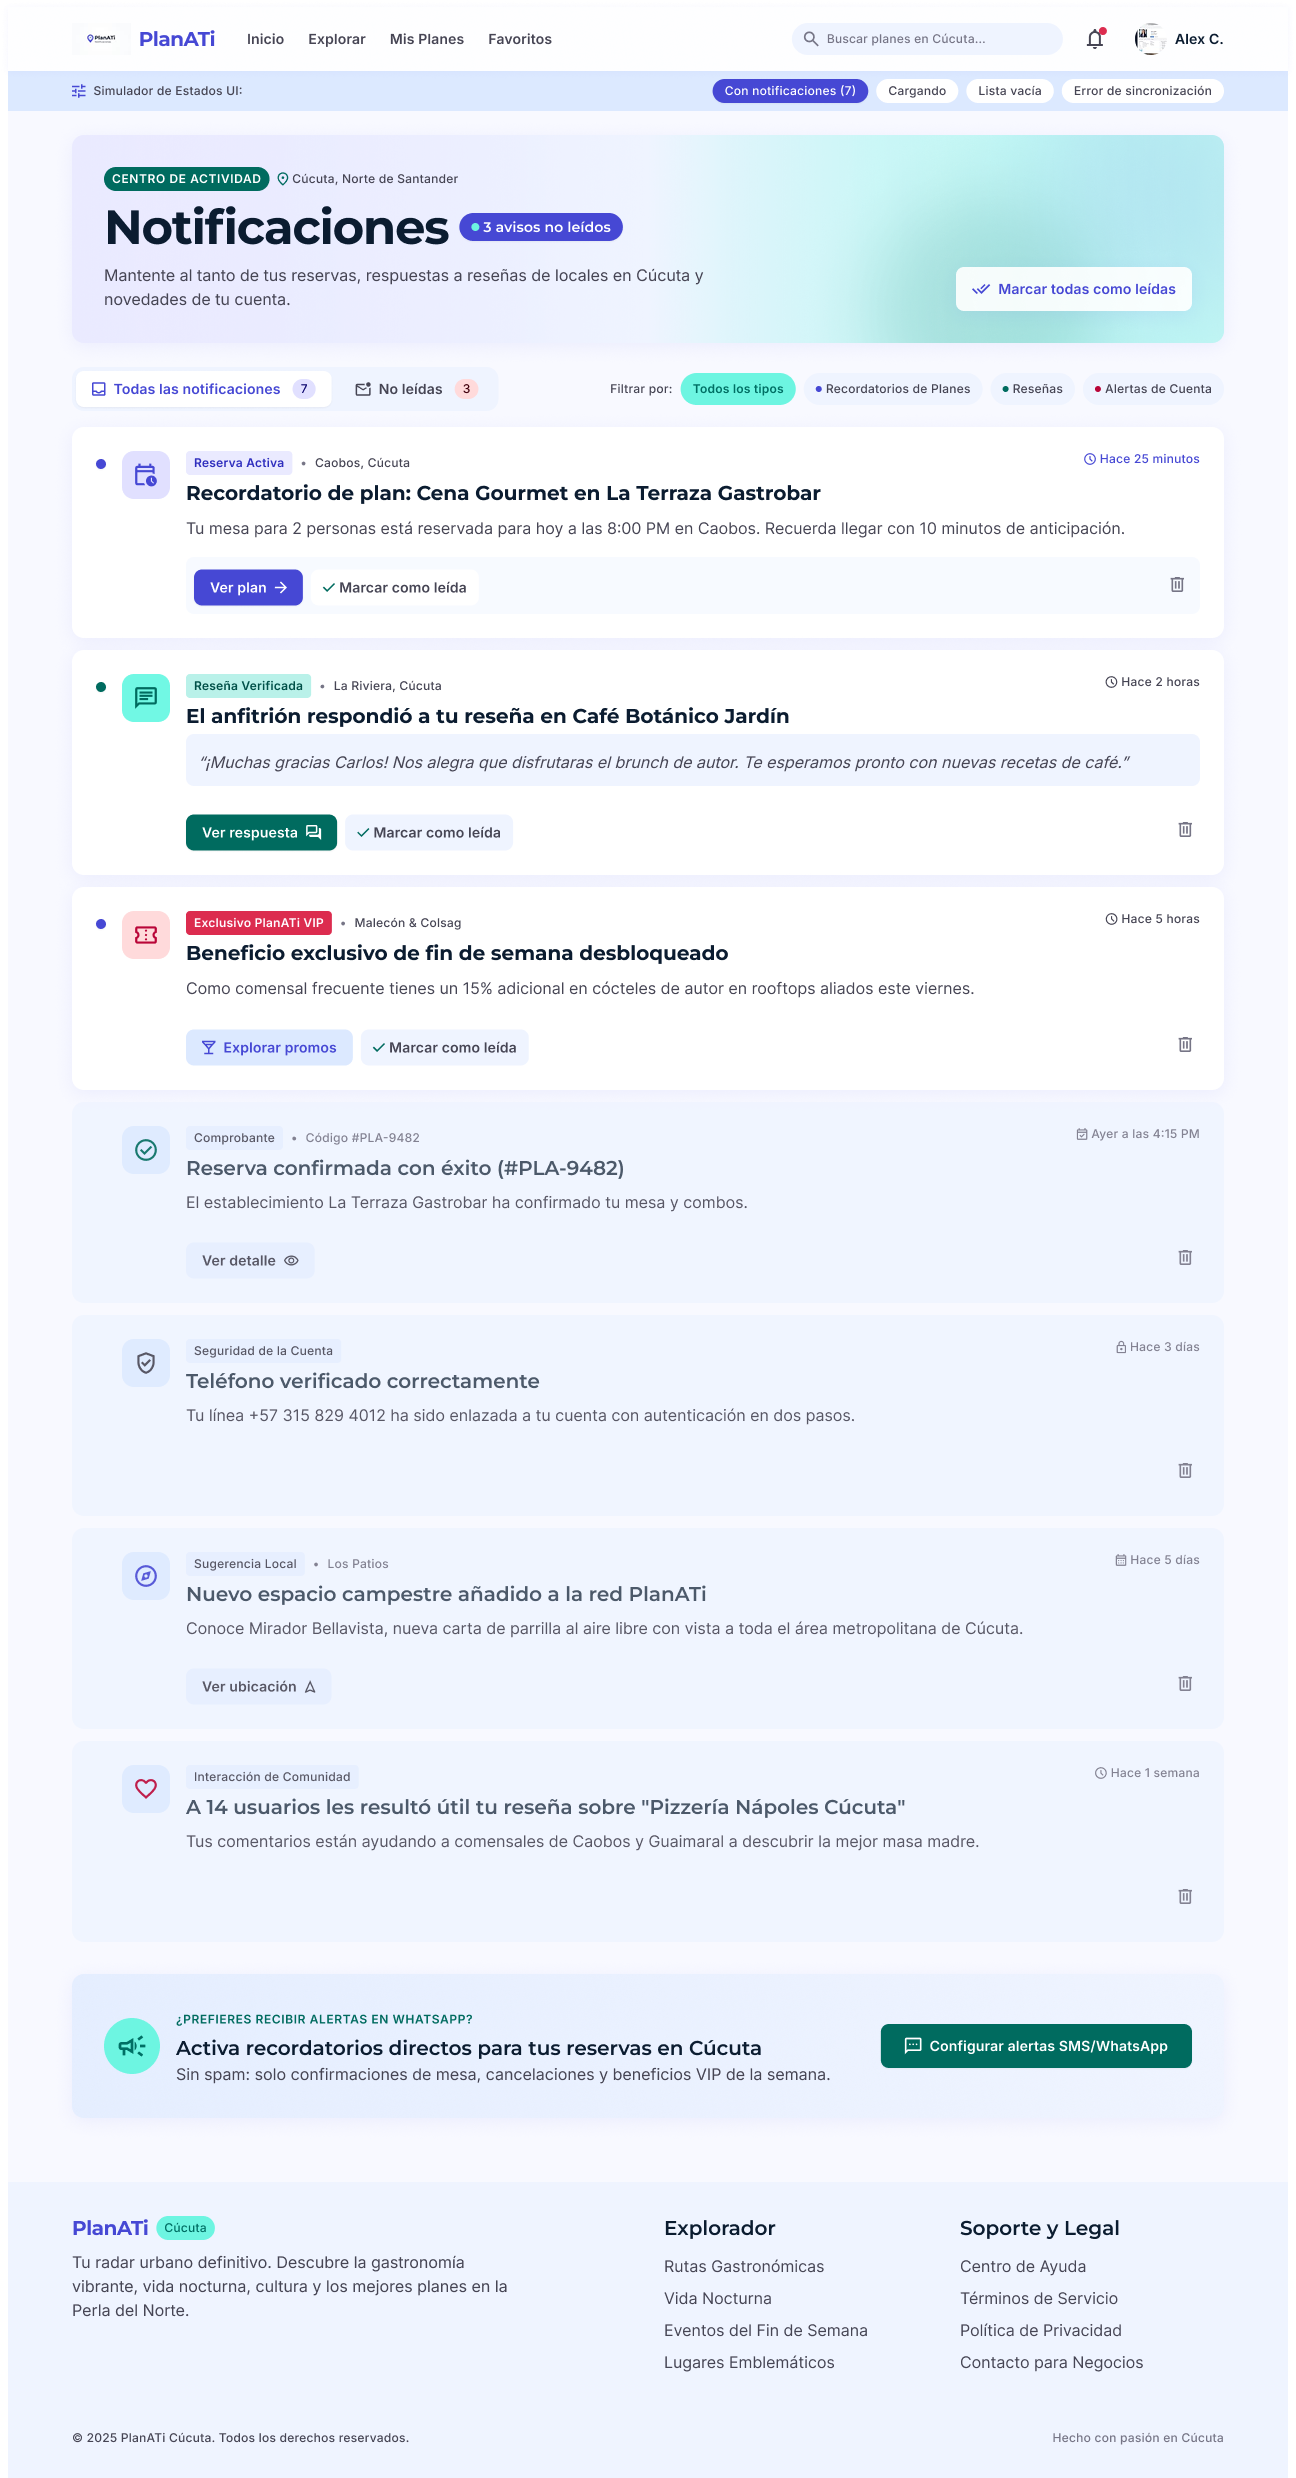 PlanATi
PlanATi
Inicio
Explorar
Mis Planes
Favoritos
Buscar planes en Cúcuta...
Alex C.
Simulador de Estados UI:
Con notificaciones (7)
Cargando
Lista vacía
Error de sincronización
CENTRO DE ACTIVIDAD
Cúcuta, Norte de Santander
Notificaciones
3 avisos no leídos
Mantente al tanto de tus reservas, respuestas a reseñas de locales en Cúcuta y
novedades de tu cuenta.
Marcar todas como leídas
Todas las notificaciones 7
No leídas 3
Filtrar por:
Todos los tipos
Recordatorios de Planes
Reseñas
Alertas de Cuenta
Reserva Activa • Caobos, Cúcuta
Hace 25 minutos
Recordatorio de plan: Cena Gourmet en La Terraza Gastrobar
Tu mesa para 2 personas está reservada para hoy a las 8:00 PM en Caobos. Recuerda llegar con 10 minutos de anticipación.
Ver plan
Marcar como leída
Reseña Verificada • La Riviera, Cúcuta
Hace 2 horas
El anfitrión respondió a tu reseña en Café Botánico Jardín
“¡Muchas gracias Carlos! Nos alegra que disfrutaras el brunch de autor. Te esperamos pronto con nuevas recetas de café.”
Ver respuesta
Marcar como leída
Exclusivo PlanATi VIP • Malecón & Colsag
Hace 5 horas
Beneficio exclusivo de fin de semana desbloqueado
Como comensal frecuente tienes un 15% adicional en cócteles de autor en rooftops aliados este viernes.
Explorar promos
Marcar como leída
Comprobante • Código #PLA-9482
Ayer a las 4:15 PM
Reserva confirmada con éxito (#PLA-9482)
El establecimiento La Terraza Gastrobar ha confirmado tu mesa y combos.
Ver detalle
Seguridad de la Cuenta
Hace 3 días
Teléfono verificado correctamente
Tu línea +57 315 829 4012 ha sido enlazada a tu cuenta con autenticación en dos pasos.
Sugerencia Local • Los Patios
Hace 5 días
Nuevo espacio campestre añadido a la red PlanATi
Conoce Mirador Bellavista, nueva carta de parrilla al aire libre con vista a toda el área metropolitana de Cúcuta.
Ver ubicación
Interacción de Comunidad
Hace 1 semana
A 14 usuarios les resultó útil tu reseña sobre "Pizzería Nápoles Cúcuta"
Tus comentarios están ayudando a comensales de Caobos y Guaimaral a descubrir la mejor masa madre.
¿PREFIERES RECIBIR ALERTAS EN WHATSAPP?
Activa recordatorios directos para tus reservas en Cúcuta
Sin spam: solo confirmaciones de mesa, cancelaciones y beneficios VIP de la semana.
Configurar alertas SMS/WhatsApp
PlanATi Cúcuta
Tu radar urbano definitivo. Descubre la gastronomía
vibrante, vida nocturna, cultura y los mejores planes en la
Perla del Norte.
Explorador
Rutas Gastronómicas
Vida Nocturna
Eventos del Fin de Semana
Lugares Emblemáticos
Soporte y Legal
Centro de Ayuda
Términos de Servicio
Política de Privacidad
Contacto para Negocios
© 2025 PlanATi Cúcuta. Todos los derechos reservados.
Hecho con pasión en Cúcuta